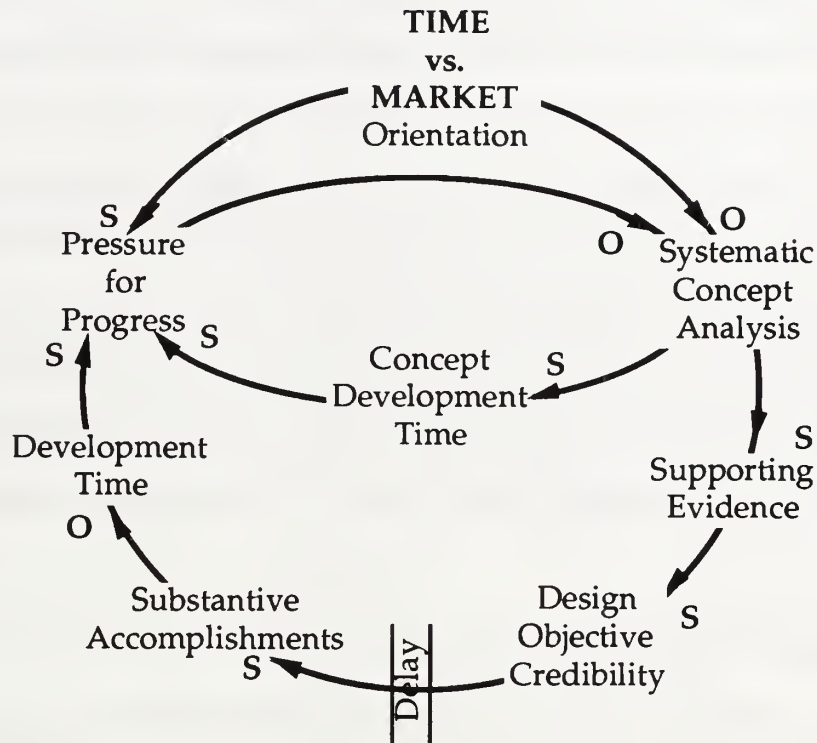 TIME
vs.
MARKET
Orientation
S
Pressure
for
Progress
O
O
Systematic
Concept
Analysis
S
S
Concept
Development
Time
S
S
Development
Time
O
Supporting
Evidence
S
Substantive
Accomplishments
S
Delay
Design
Objective
Credibility
S